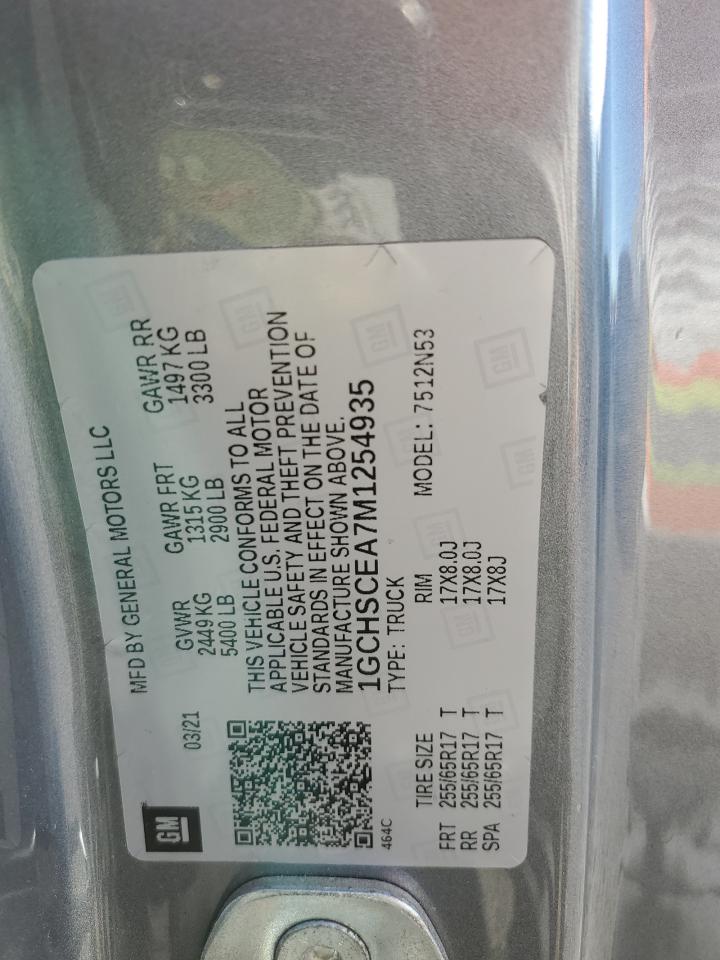 GM
MFD BY GENERAL MOTORS LLC
03/21
GVWR GAWR FRT GAWR RR
2449 KG 1315 KG 1497 KG
5400 LB 2900 LB 3300 LB
THIS VEHICLE CONFORMS TO ALL
APPLICABLE U.S. FEDERAL MOTOR
VEHICLE SAFETY AND THEFT PREVENTION
STANDARDS IN EFFECT ON THE DATE OF
MANUFACTURE SHOWN ABOVE.
1GCHSCEA7M1254935
464C
TYPE: TRUCK
TIRE SIZE RIM MODEL: 7512N53
FRT 255/65R17 T 17X8.0J
RR 255/65R17 T 17X8.0J
SPA 255/65R17 T 17X8J